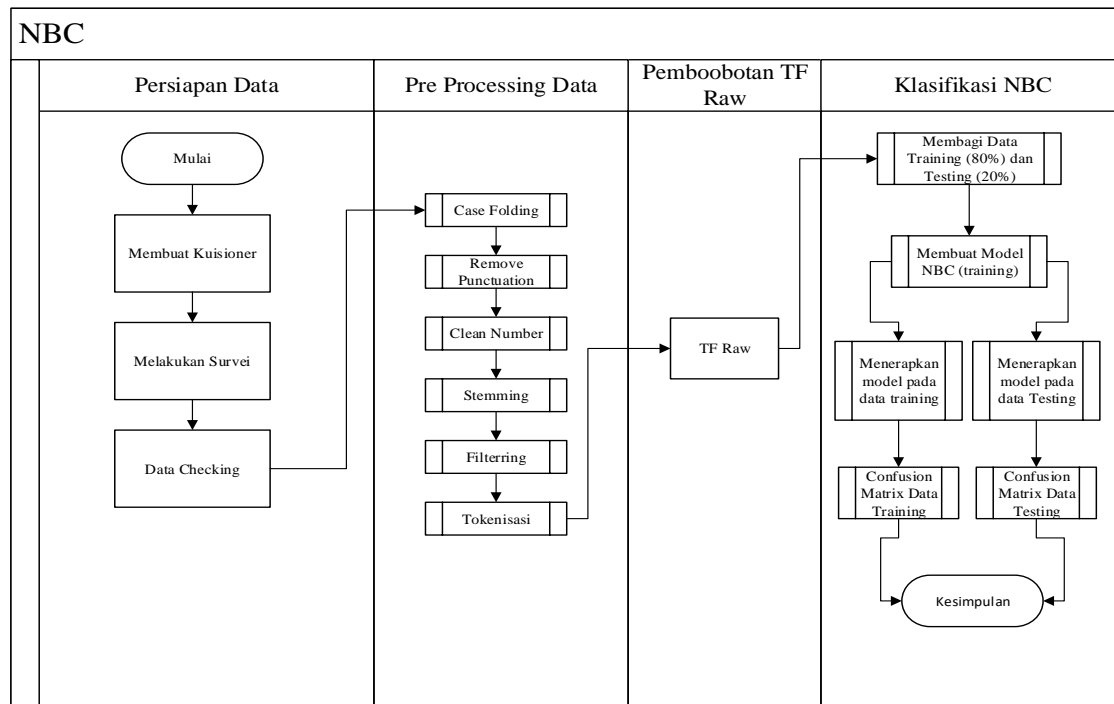 NBC
Persiapan Data
Pre Processing Data
Pemboobotan TF
Raw
Klasifikasi NBC
Mulai
Membuat Kuisioner
Melakukan Survei
Data Checking
Case Folding
Remove
Punctuation
Clean Number
Stemming
Filterring
Tokenisasi
TF Raw
Membagi Data
Training (80%) dan
Testing (20%)
Membuat Model
NBC (training)
Menerapkan
model pada
data training
Menerapkan
model pada
data Testing
Confusion
Matrix Data
Training
Confusion
Matrix Data
Testing
Kesimpulan